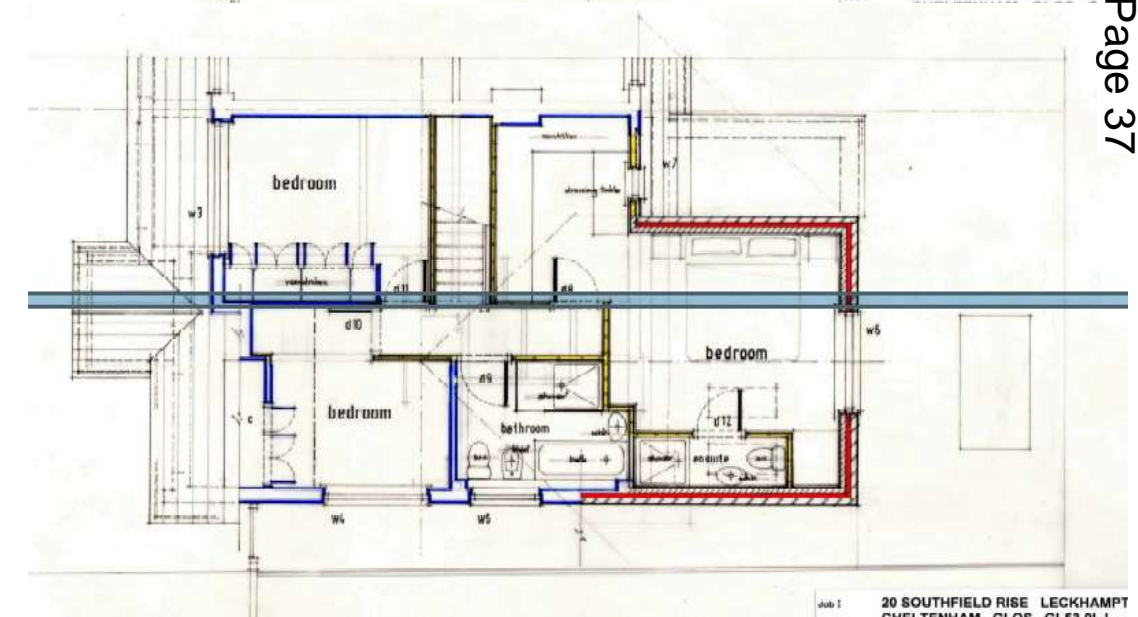 Page 37
bedroom
w3
w7
dressing table
wardrobes
d11
d8
d10
w6
bedroom
d9
shower
bedroom
c
bathroom
d12
bath
shower
ensuite
w4
w5
Job :
20 SOUTHFIELD RISE LECKHAMPT